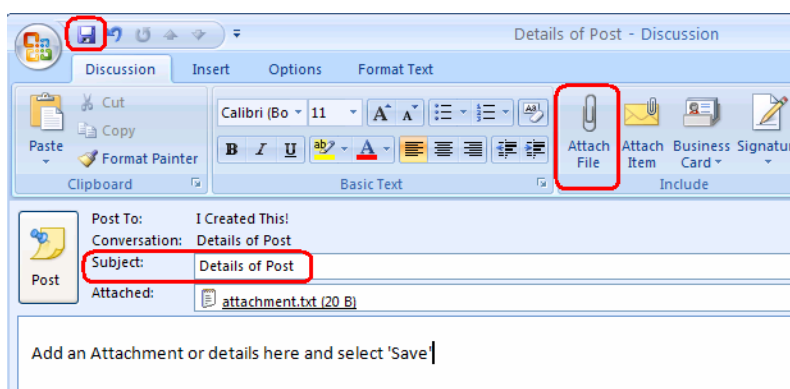 Details of Post - Discussion
Discussion Insert Options Format Text
Paste
Cut
Copy
Format Painter
Clipboard
Calibri (Bo 11 A A
B I U ab A
Basic Text
Attach File
Attach Item
Business Card
Signatur
Include
Post
Post To: I Created This!
Conversation: Details of Post
Subject: Details of Post
Attached: attachment.txt (20 B)
Add an Attachment or details here and select 'Save'